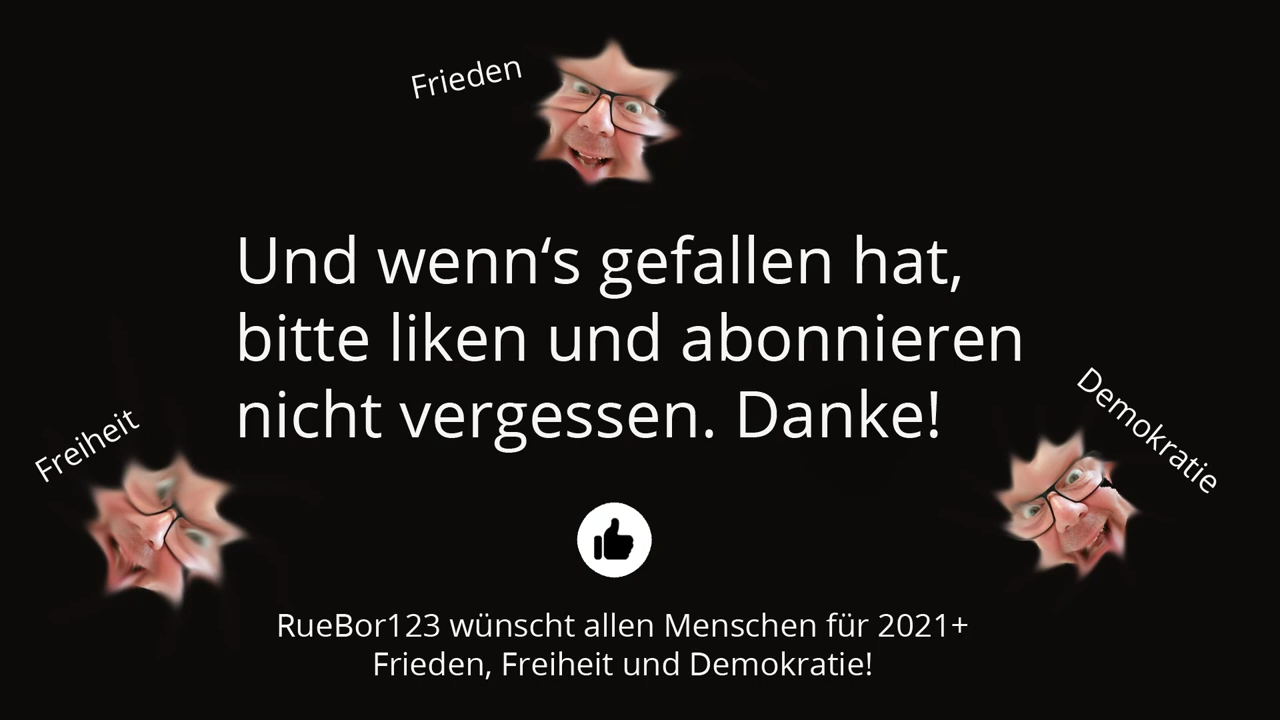 Frieden
Und wenn‘s gefallen hat,
bitte liken und abonnieren
nicht vergessen. Danke!
Freiheit
Demokratie
RueBor123 wünscht allen Menschen für 2021+
Frieden, Freiheit und Demokratie!